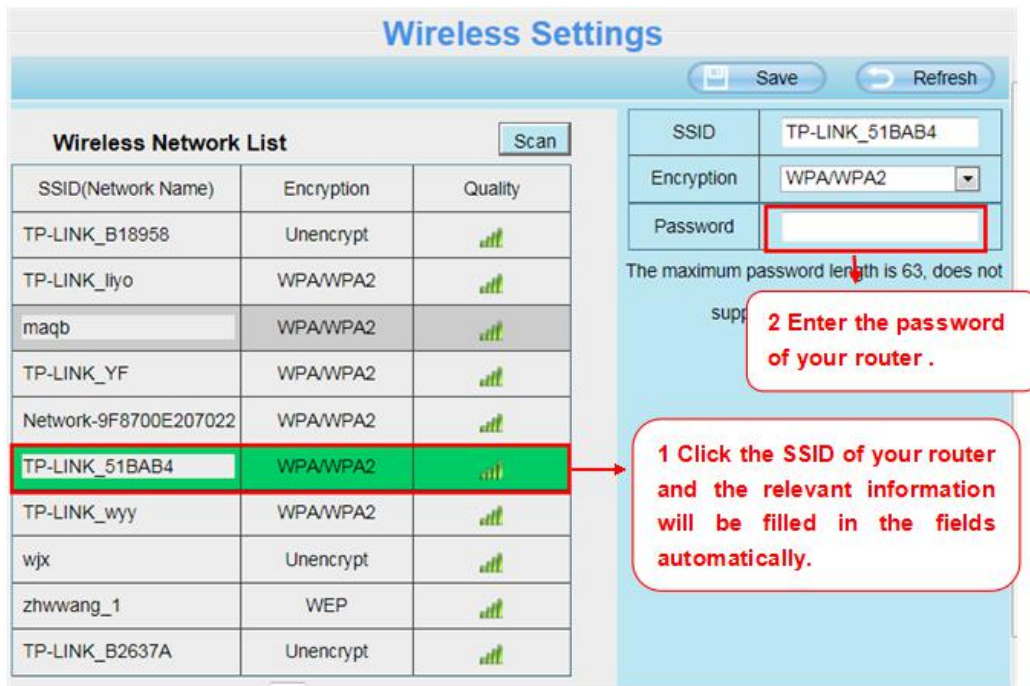 Wireless Settings
Save Refresh
Wireless Network List Scan
SSID(Network Name) Encryption Quality
TP-LINK_B18958 Unencrypt
TP-LINK_liyo WPA/WPA2
maqb WPA/WPA2
TP-LINK_YF WPA/WPA2
Network-9F8700E207022 WPA/WPA2
TP-LINK_51BAB4 WPA/WPA2
TP-LINK_wyy WPA/WPA2
wjx Unencrypt
zhwwang_1 WEP
TP-LINK_B2637A Unencrypt
SSID TP-LINK_51BAB4
Encryption WPA/WPA2
Password
The maximum password length is 63, does not
2 Enter the password
of your router .
1 Click the SSID of your router
and the relevant information
will be filled in the fields
automatically.